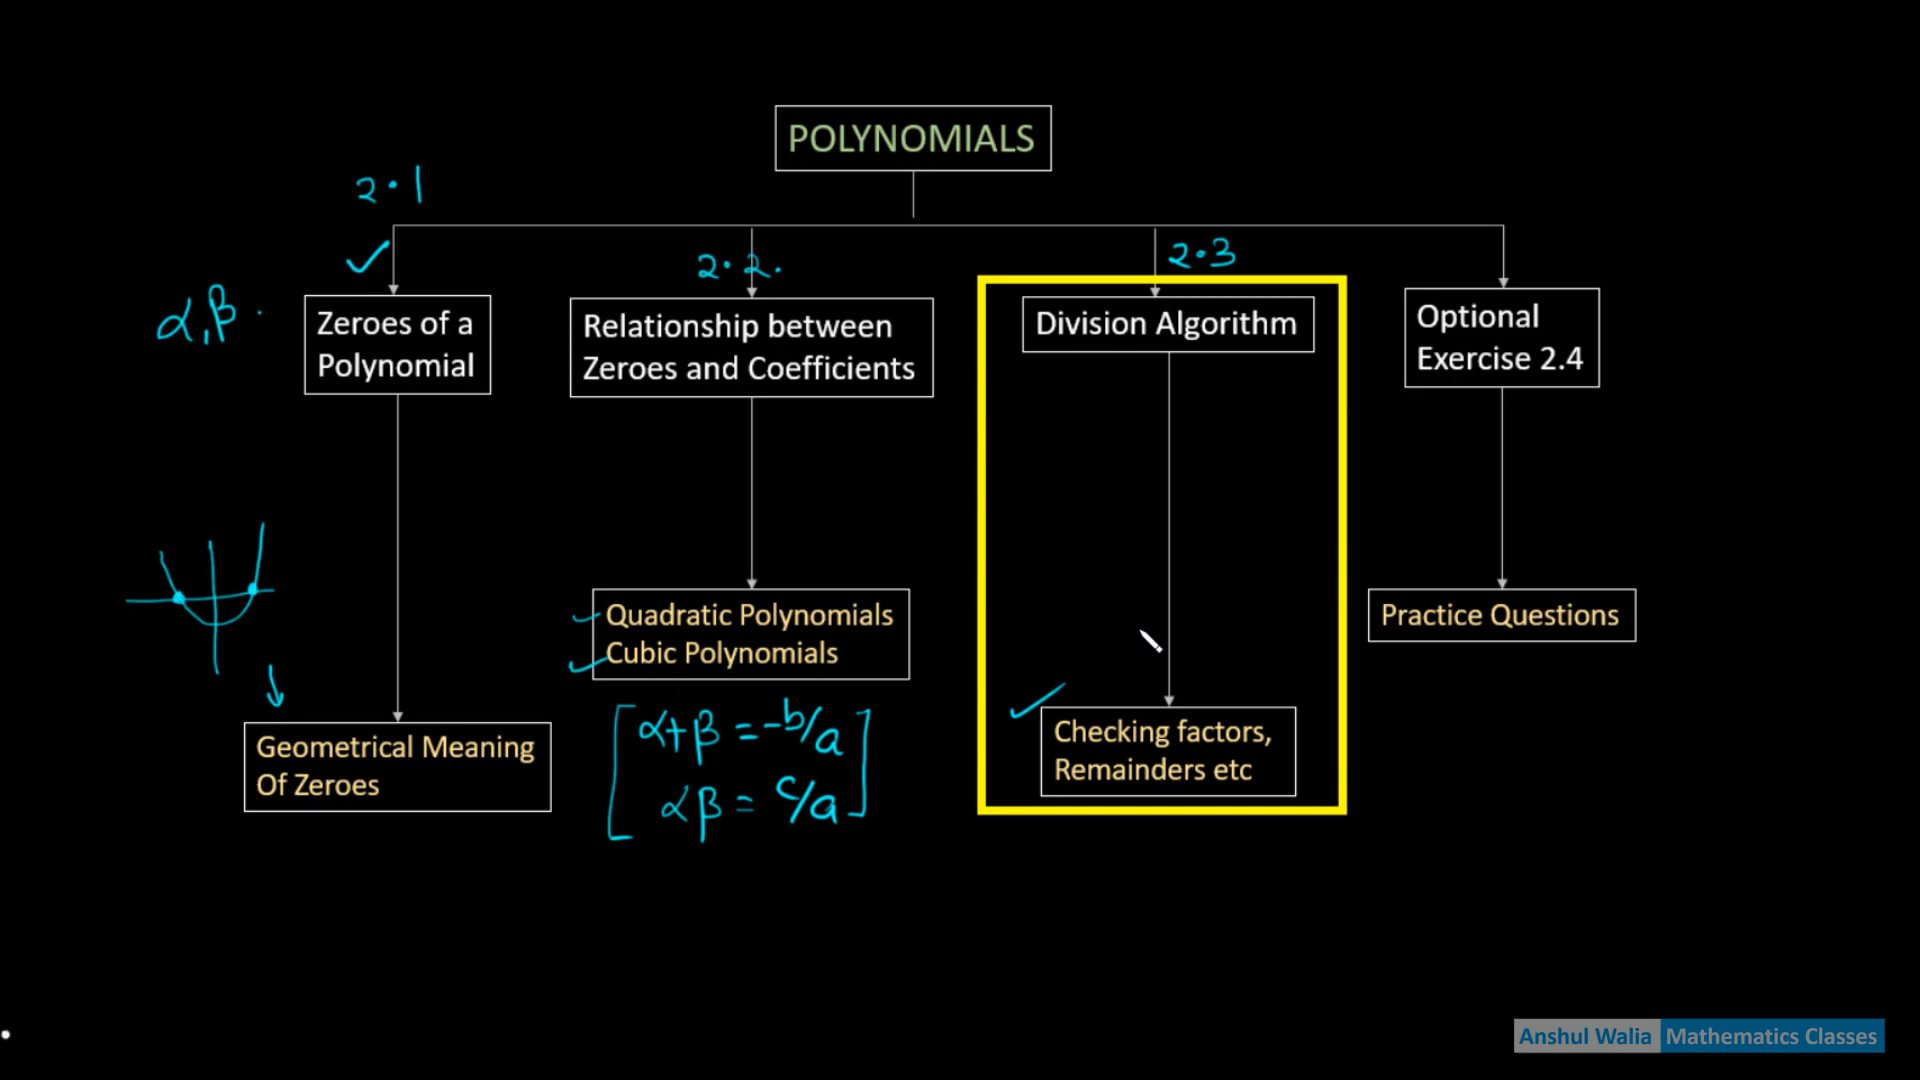 POLYNOMIALS
2.1
2.2.
2.3
α,β.
Zeroes of a
Polynomial
Relationship between
Zeroes and Coefficients
Division Algorithm
Optional
Exercise 2.4
Quadratic Polynomials
Cubic Polynomials
Practice Questions
Geometrical Meaning
Of Zeroes
α+β = -b/a
αβ = c/a
Checking factors,
Remainders etc
Anshul Walia Mathematics Classes